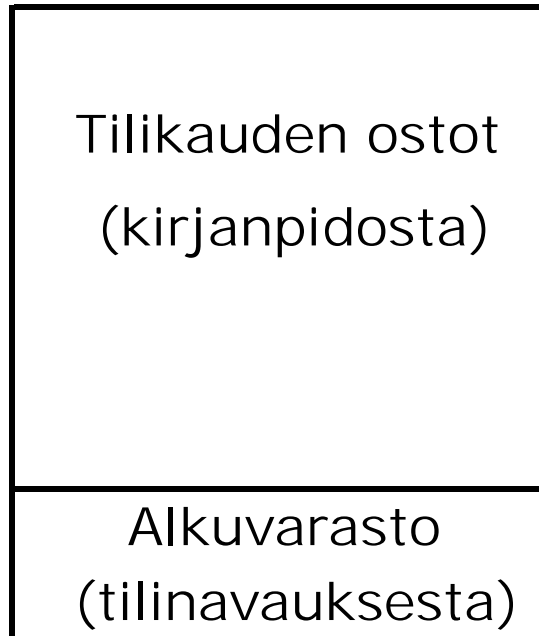 Tilikauden ostot
(kirjanpidosta)
Alkuvarasto
(tilinavauksesta)